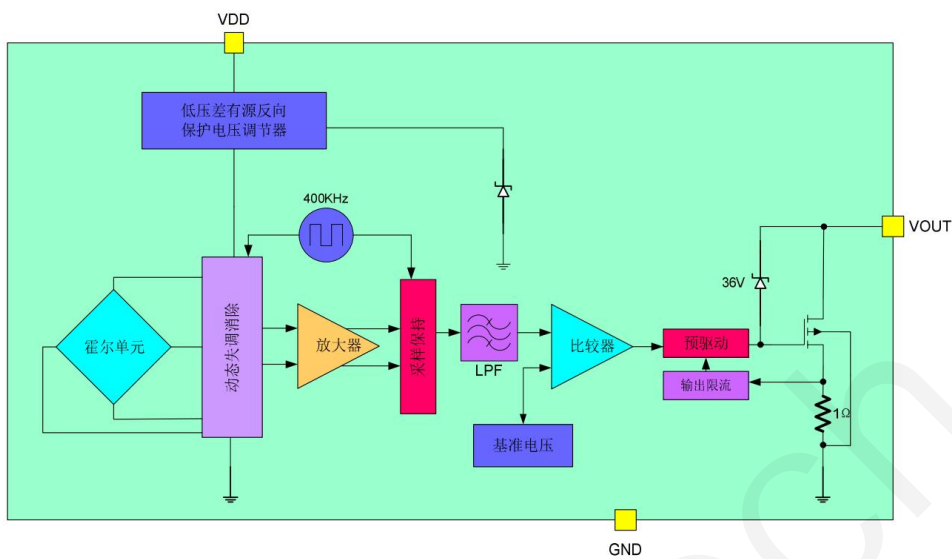 VDD
低压差有源反向
保护电压调节器
400KHz
VOUT
36V
霍尔单元
动态失调消除
放大器
采样保持
LPF
比较器
预驱动
输出限流
1Ω
基准电压
GND